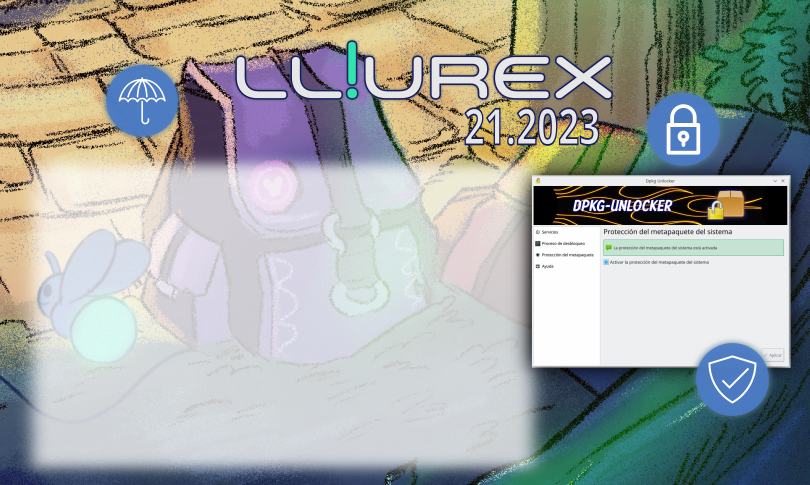 LL!UREX
21.2023
Dpkg Unlocker
DPKG-UNLOCKER
Servicios
Proceso de desbloqueo
Protección del metapaquete
Ayuda
Protección del metapaquete del sistema
La protección del metapaquete del sistema está activada
Activar la protección del metapaquete del sistema
Aplicar